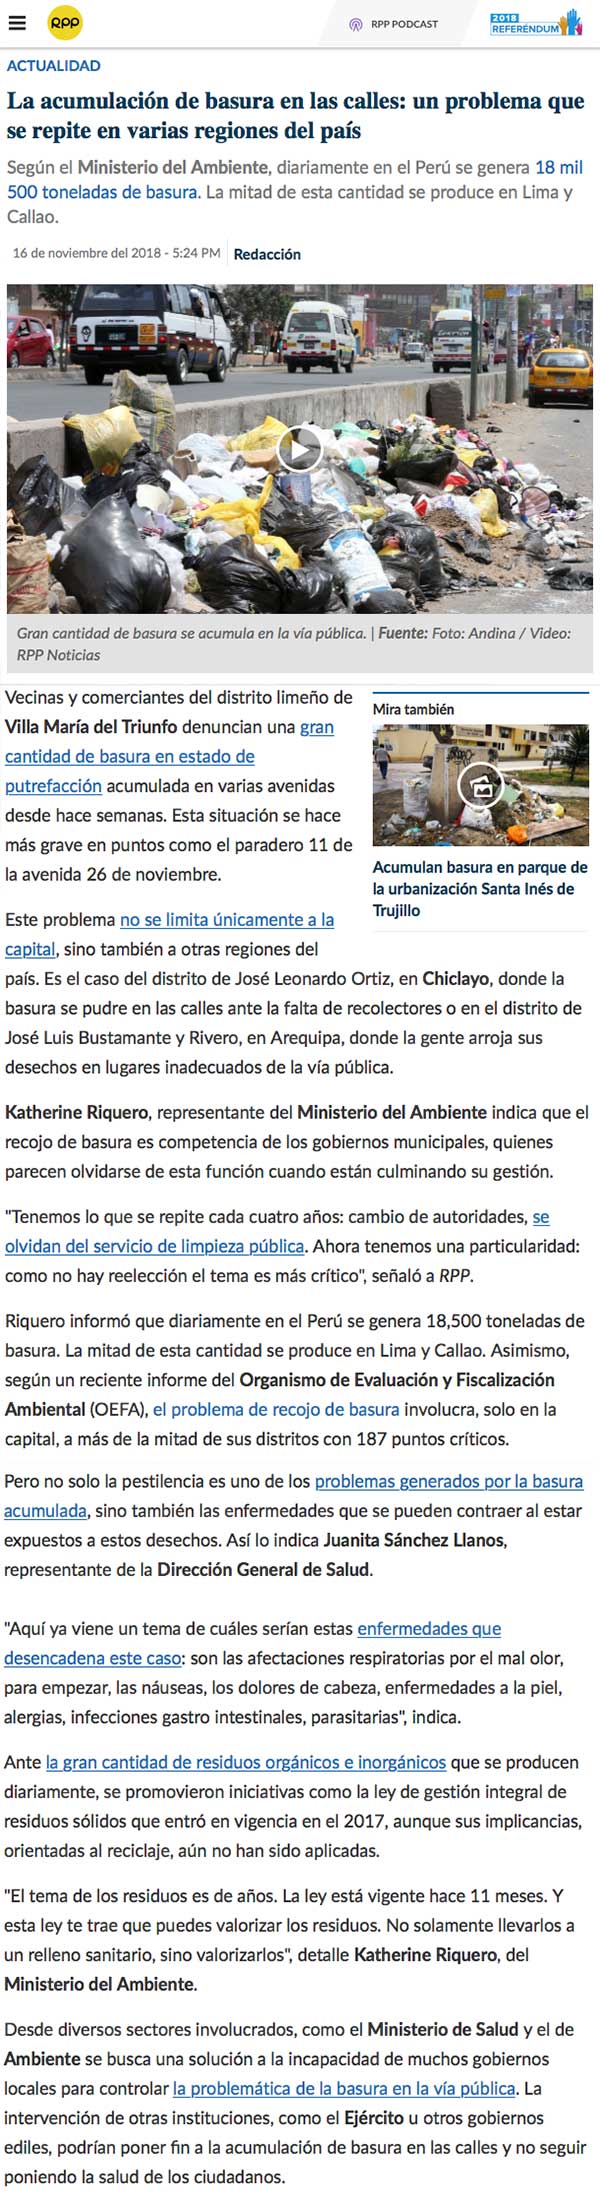 RPP
RPP PODCAST
2018
REFERÉNDUM
ACTUALIDAD
La acumulación de basura en las calles: un problema que
se repite en varias regiones del país
Según el Ministerio del Ambiente, diariamente en el Perú se genera 18 mil
500 toneladas de basura. La mitad de esta cantidad se produce en Lima y
Callao.
16 de noviembre del 2018 - 5:24 PM
Redacción
Gran cantidad de basura se acumula en la vía pública. | Fuente: Foto: Andina / Video:
RPP Noticias
Vecinas y comerciantes del distrito limeño de
Villa María del Triunfo denuncian una gran
cantidad de basura en estado de
putrefacción acumulada en varias avenidas
desde hace semanas. Esta situación se hace
más grave en puntos como el paradero 11 de
la avenida 26 de noviembre.
Mira también
Acumulan basura en parque de
la urbanización Santa Inés de
Trujillo
Este problema no se limita únicamente a la
capital, sino también a otras regiones del
país. Es el caso del distrito de José Leonardo Ortiz, en Chiclayo, donde la
basura se pudre en las calles ante la falta de recolectores o en el distrito de
José Luis Bustamante y Rivero, en Arequipa, donde la gente arroja sus
desechos en lugares inadecuados de la vía pública.
Katherine Riquero, representante del Ministerio del Ambiente indica que el
recojo de basura es competencia de los gobiernos municipales, quienes
parecen olvidarse de esta función cuando están culminando su gestión.
"Tenemos lo que se repite cada cuatro años: cambio de autoridades, se
olvidan del servicio de limpieza pública. Ahora tenemos una particularidad:
como no hay reelección el tema es más crítico", señaló a RPP.
Riquero informó que diariamente en el Perú se genera 18,500 toneladas de
basura. La mitad de esta cantidad se produce en Lima y Callao. Asimismo,
según un reciente informe del Organismo de Evaluación y Fiscalización
Ambiental (OEFA), el problema de recojo de basura involucra, solo en la
capital, a más de la mitad de sus distritos con 187 puntos críticos.
Pero no solo la pestilencia es uno de los problemas generados por la basura
acumulada, sino también las enfermedades que se pueden contraer al estar
expuestos a estos desechos. Así lo indica Juanita Sánchez Llanos,
representante de la Dirección General de Salud.
"Aquí ya viene un tema de cuáles serían estas enfermedades que
desencadena este caso: son las afectaciones respiratorias por el mal olor,
para empezar, las náuseas, los dolores de cabeza, enfermedades a la piel,
alergias, infecciones gastro intestinales, parasitarias", indica.
Ante la gran cantidad de residuos orgánicos e inorgánicos que se producen
diariamente, se promovieron iniciativas como la ley de gestión integral de
residuos sólidos que entró en vigencia en el 2017, aunque sus implicancias,
orientadas al reciclaje, aún no han sido aplicadas.
"El tema de los residuos es de años. La ley está vigente hace 11 meses. Y
esta ley te trae que puedes valorizar los residuos. No solamente llevarlos a
un relleno sanitario, sino valorizarlos", detalle Katherine Riquero, del
Ministerio del Ambiente.
Desde diversos sectores involucrados, como el Ministerio de Salud y el de
Ambiente se busca una solución a la incapacidad de muchos gobiernos
locales para controlar la problemática de la basura en la vía pública. La
intervención de otras instituciones, como el Ejército u otros gobiernos
ediles, podrían poner fin a la acumulación de basura en las calles y no seguir
poniendo la salud de los ciudadanos.